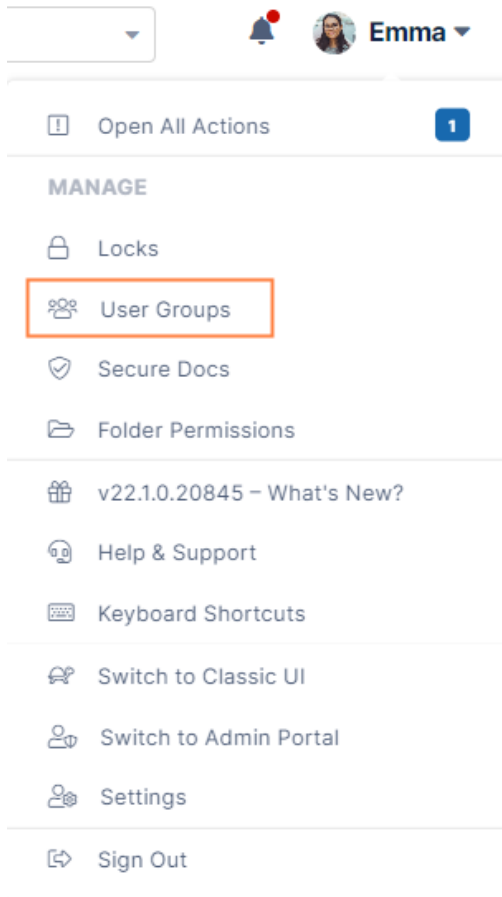 Emma
Open All Actions 1
MANAGE
Locks
User Groups
Secure Docs
Folder Permissions
v22.1.0.20845 – What's New?
Help & Support
Keyboard Shortcuts
Switch to Classic UI
Switch to Admin Portal
Settings
Sign Out